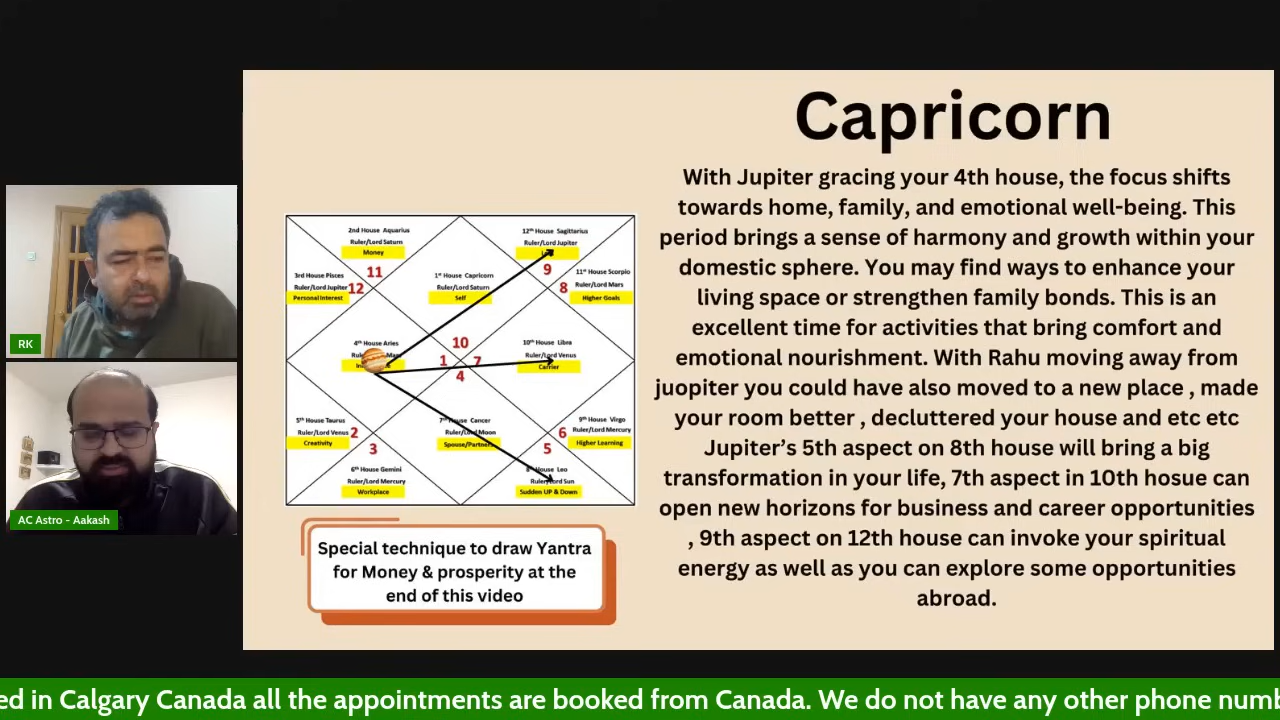 Capricorn
With Jupiter gracing your 4th house, the focus shifts
towards home, family, and emotional well-being. This
period brings a sense of harmony and growth within your
domestic sphere. You may find ways to enhance your
living space or strengthen family bonds. This is an
excellent time for activities that bring comfort and
emotional nourishment. With Rahu moving away from
juopiter you could have also moved to a new place , made
your room better , decluttered your house and etc etc
Jupiter’s 5th aspect on 8th house will bring a big
transformation in your life, 7th aspect in 10th hosue can
open new horizons for business and career opportunities
, 9th aspect on 12th house can invoke your spiritual
energy as well as you can explore some opportunities
abroad.
2nd House Aquarius
Ruler/Lord Saturn
Money
11
12th House Sagittarius
Ruler/Lord Jupiter
9
3rd House Pisces
Ruler/Lord Jupiter
12
Personal Interest
1st House Capricorn
Ruler/Lord Saturn
Self
11th House Scorpio
Ruler/Lord Mars
8
Higher Goals
4th House Aries
10
1
7
4
10th House Libra
Ruler/Lord Venus
Carrier
5th House Taurus
Ruler/Lord Venus
2
Creativity
3
7th House Cancer
Ruler/Lord Moon
Spouse/Partners
9th House Virgo
Ruler/Lord Mercury
6
Higher Learning
5
6th House Gemini
Ruler/Lord Mercury
Workplace
8th House Leo
Ruler/Lord Sun
Sudden UP & Down
Special technique to draw Yantra
for Money & prosperity at the
end of this video
RK
AC Astro - Aakash
ed in Calgary Canada all the appointments are booked from Canada. We do not have any other phone numb